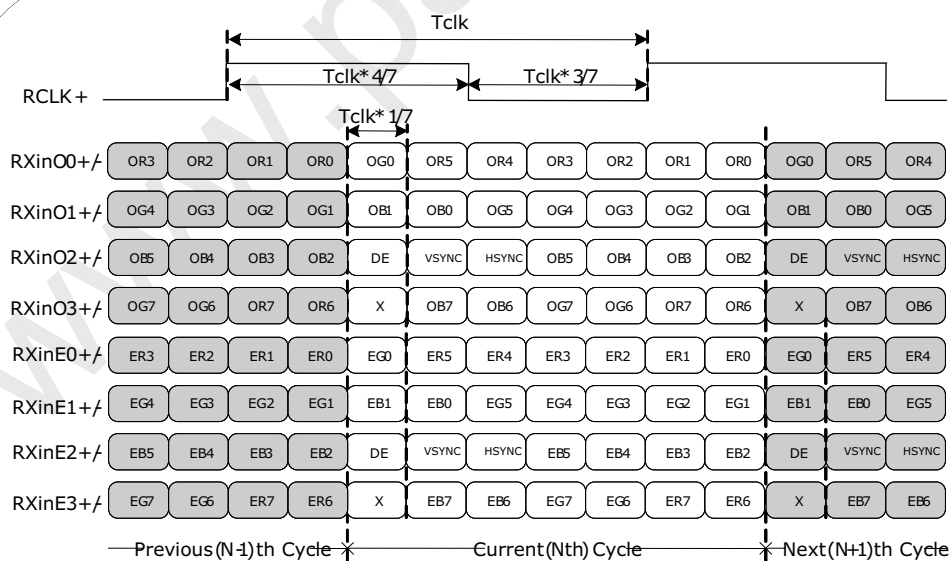 Tclk
Tclk* 4/7 Tclk* 3/7
RCLK+
Tclk* 1/7
RXinO0+/- OR3 OR2 OR1 OR0 OG0 OR5 OR4 OR3 OR2 OR1 OR0 OG0 OR5 OR4
RXinO1+/- OG4 OG3 OG2 OG1 OB1 OB0 OG5 OG4 OG3 OG2 OG1 OB1 OB0 OG5
RXinO2+/- OB5 OB4 OB3 OB2 DE VSYNC HSYNC OB5 OB4 OB3 OB2 DE VSYNC HSYNC
RXinO3+/- OG7 OG6 OR7 OR6 X OB7 OB6 OG7 OG6 OR7 OR6 X OB7 OB6
RXinE0+/- ER3 ER2 ER1 ER0 EG0 ER5 ER4 ER3 ER2 ER1 ER0 EG0 ER5 ER4
RXinE1+/- EG4 EG3 EG2 EG1 EB1 EB0 EG5 EG4 EG3 EG2 EG1 EB1 EB0 EG5
RXinE2+/- EB5 EB4 EB3 EB2 DE VSYNC HSYNC EB5 EB4 EB3 EB2 DE VSYNC HSYNC
RXinE3+/- EG7 EG6 ER7 ER6 X EB7 EB6 EG7 EG6 ER7 ER6 X EB7 EB6
Previous(N-1)th Cycle Current(Nth) Cycle Next(N+1)th Cycle